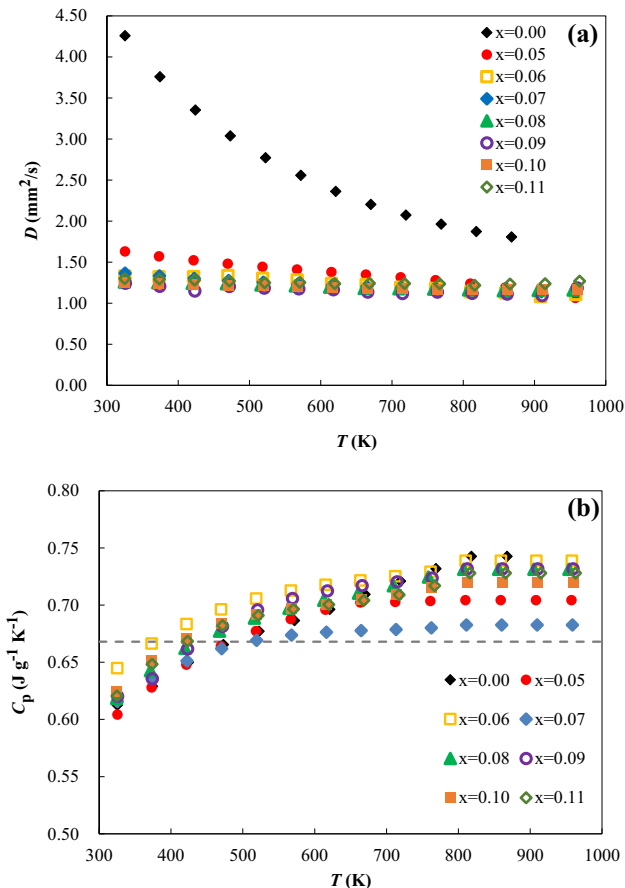 4.50
(a)
x=0.00
4.00
x=0.05
3.50
x=0.06
x=0.07
3.00
x=0.08
2.50
x=0.09
x=0.10
2.00
x=0.11
1.50
1.00
0.50
0.00
D (mm²/s)
300 400 500 600 700 800 900 1000
T (K)
0.80
(b)
0.75
0.70
0.65
0.60
0.55
0.50
Cp (J g⁻¹ K⁻¹)
x=0.00 x=0.05
x=0.06 x=0.07
x=0.08 x=0.09
x=0.10 x=0.11
300 400 500 600 700 800 900 1000
T (K)